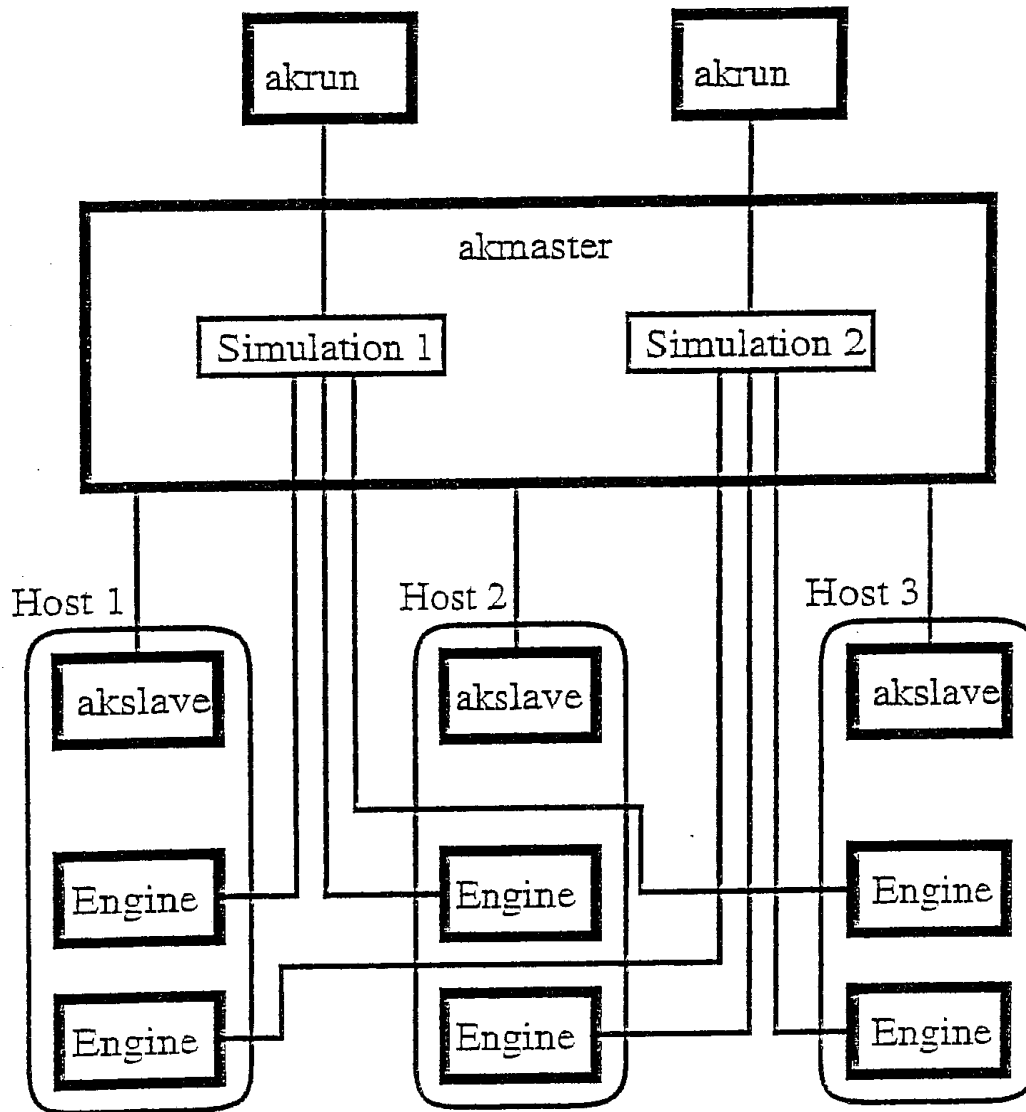 akrun
akrun
akmaster
Simulation 1
Simulation 2
Host 1
Host 2
Host 3
akslave
akslave
akslave
Engine
Engine
Engine
Engine
Engine
Engine